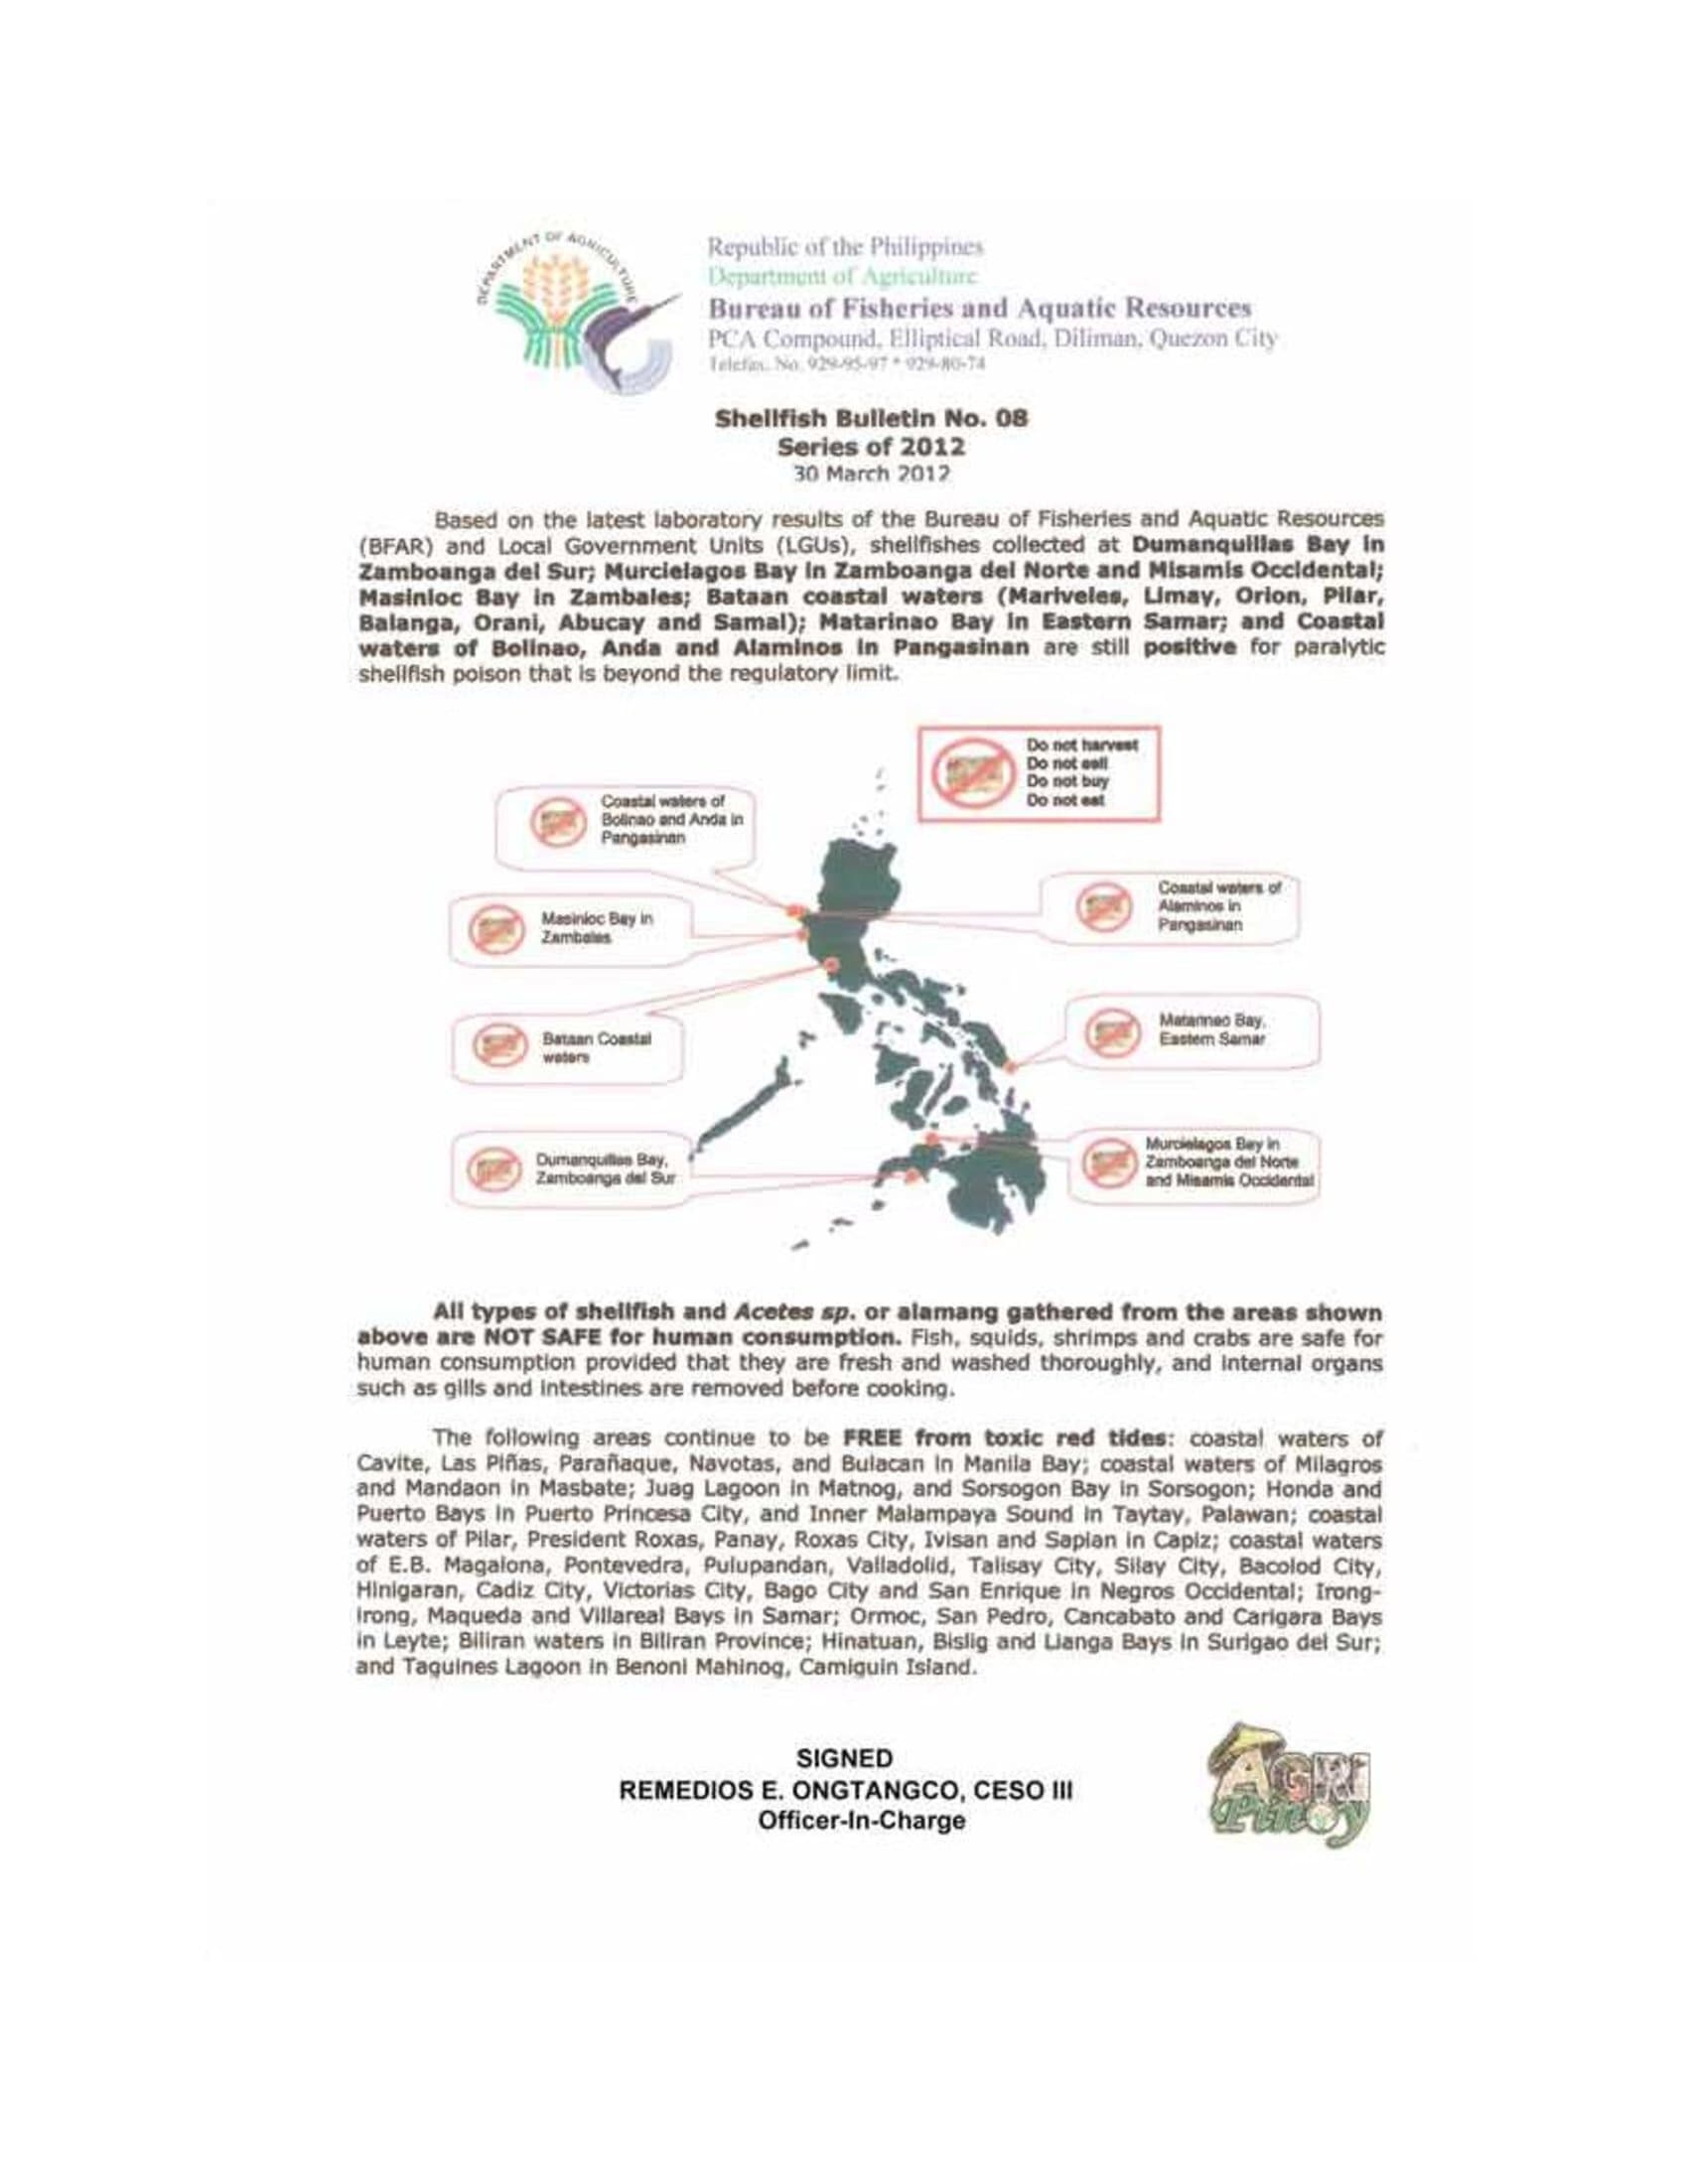 DEPARTMENT OF AGRICULTURE
Republic of the Philippines
Department of Agriculture
Bureau of Fisheries and Aquatic Resources
PCA Compound, Elliptical Road, Diliman, Quezon City
Telefax. No. 929-95-97 * 929-80-74
Shellfish Bulletin No. 08
Series of 2012
30 March 2012
Based on the latest laboratory results of the Bureau of Fisheries and Aquatic Resources
(BFAR) and Local Government Units (LGUs), shellfishes collected at Dumanquillas Bay in
Zamboanga del Sur; Murcielagos Bay in Zamboanga del Norte and Misamis Occidental;
Masinloc Bay in Zambales; Bataan coastal waters (Mariveles, Limay, Orion, Pilar,
Balanga, Orani, Abucay and Samal); Matarinao Bay in Eastern Samar; and Coastal
waters of Bolinao, Anda and Alaminos in Pangasinan are still positive for paralytic
shellfish poison that is beyond the regulatory limit.
Do not harvest
Do not sell
Do not buy
Do not eat
Coastal waters of
Bolinao and Anda in
Pangasinan
Coastal waters of
Alaminos in
Pangasinan
Masinloc Bay in
Zambales
Matarinao Bay,
Eastern Samar
Bataan Coastal
waters
Murcielagos Bay in
Zamboanga del Norte
and Misamis Occidental
Dumanquillas Bay,
Zamboanga del Sur
All types of shellfish and Acetes sp. or alamang gathered from the areas shown
above are NOT SAFE for human consumption. Fish, squids, shrimps and crabs are safe for
human consumption provided that they are fresh and washed thoroughly, and internal organs
such as gills and intestines are removed before cooking.
The following areas continue to be FREE from toxic red tides: coastal waters of
Cavite, Las Piñas, Parañaque, Navotas, and Bulacan in Manila Bay; coastal waters of Milagros
and Mandaon in Masbate; Juag Lagoon in Matnog, and Sorsogon Bay in Sorsogon; Honda and
Puerto Bays in Puerto Princesa City, and Inner Malampaya Sound in Taytay, Palawan; coastal
waters of Pilar, President Roxas, Panay, Roxas City, Ivisan and Sapian in Capiz; coastal waters
of E.B. Magalona, Pontevedra, Pulupandan, Valladolid, Talisay City, Silay City, Bacolod City,
Hinigaran, Cadiz City, Victorias City, Bago City and San Enrique in Negros Occidental; Irong-
irong, Maqueda and Villareal Bays in Samar; Ormoc, San Pedro, Cancabato and Carigara Bays
in Leyte; Biliran waters in Biliran Province; Hinatuan, Bislig and Lianga Bays in Surigao del Sur;
and Taguines Lagoon in Benoni Mahinog, Camiguin Island.
SIGNED
REMEDIOS E. ONGTANGCO, CESO III
Officer-In-Charge
AGRI
Pinoy